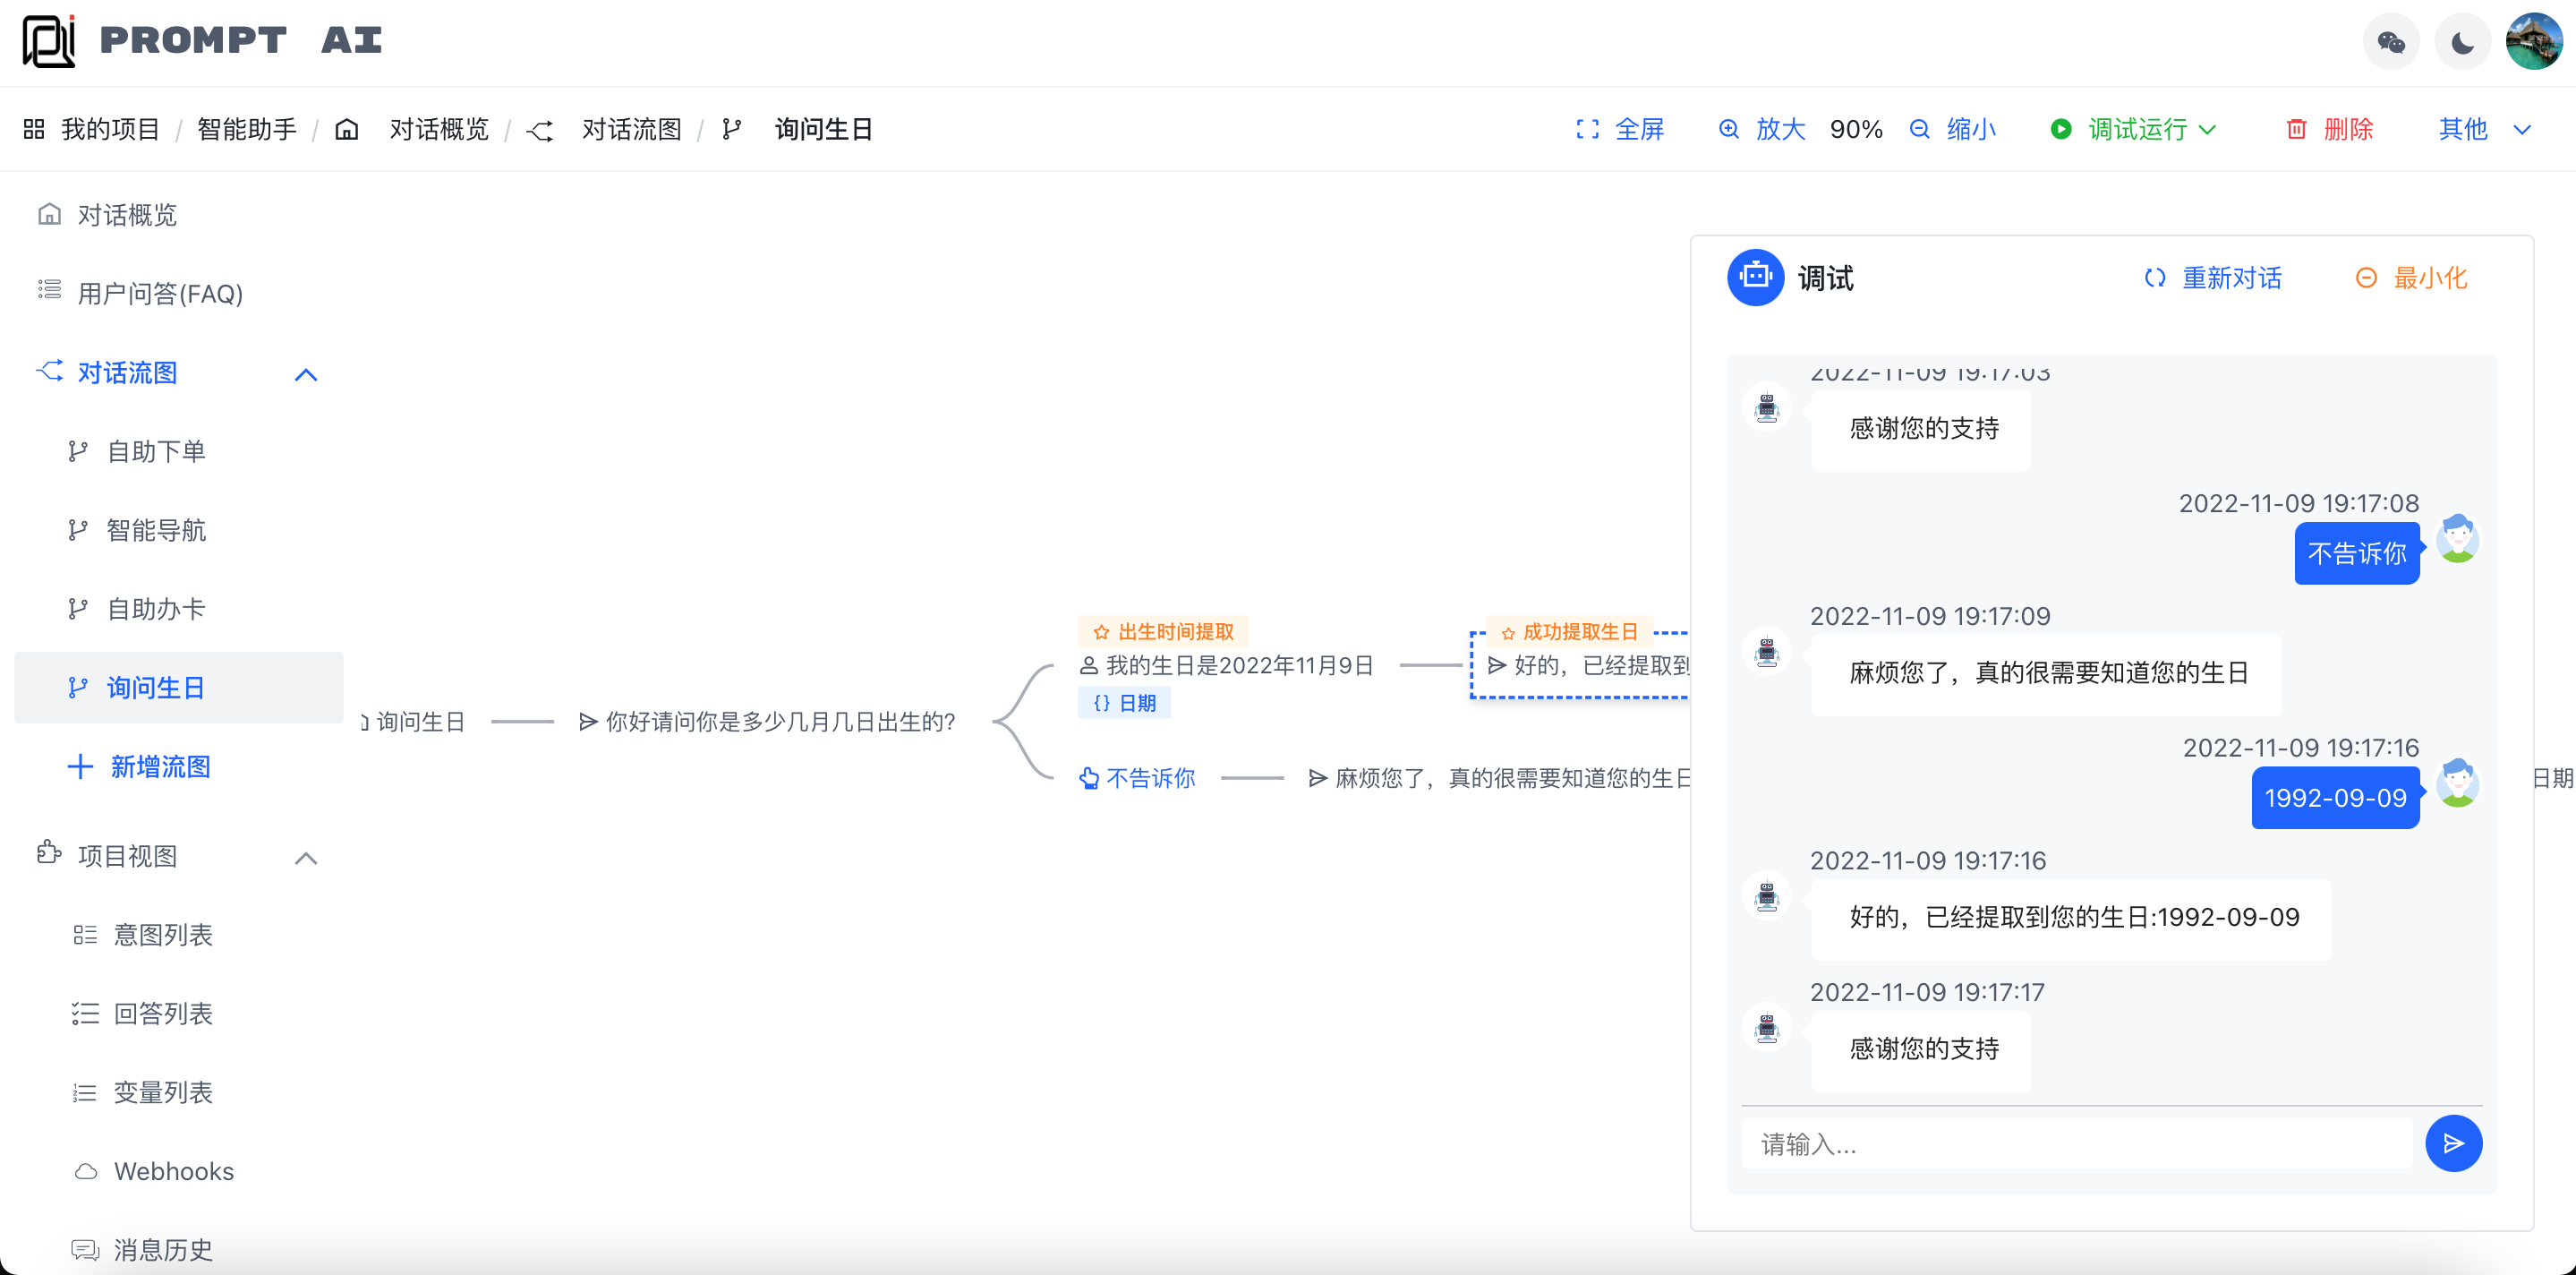 PROMPT AI
我的项目 / 智能助手 / 对话概览 / 对话流图 / 询问生日
全屏 放大 90% 缩小 调试运行 删除 其他
对话概览
用户问答(FAQ)
对话流图
自助下单
智能导航
自助办卡
询问生日
新增流图
项目视图
意图列表
回答列表
变量列表
Webhooks
消息历史
询问生日
你好请问你是多少几月几日出生的?
出生时间提取
我的生日是2022年11月9日
{} 日期
成功提取生日
好的，已经提取到
不告诉你
麻烦您了，真的很需要知道您的生日
日期
调试
重新对话
最小化
2022-11-09 19:17:03
感谢您的支持
2022-11-09 19:17:08
不告诉你
2022-11-09 19:17:09
麻烦您了，真的很需要知道您的生日
2022-11-09 19:17:16
1992-09-09
2022-11-09 19:17:16
好的，已经提取到您的生日:1992-09-09
2022-11-09 19:17:17
感谢您的支持
请输入...